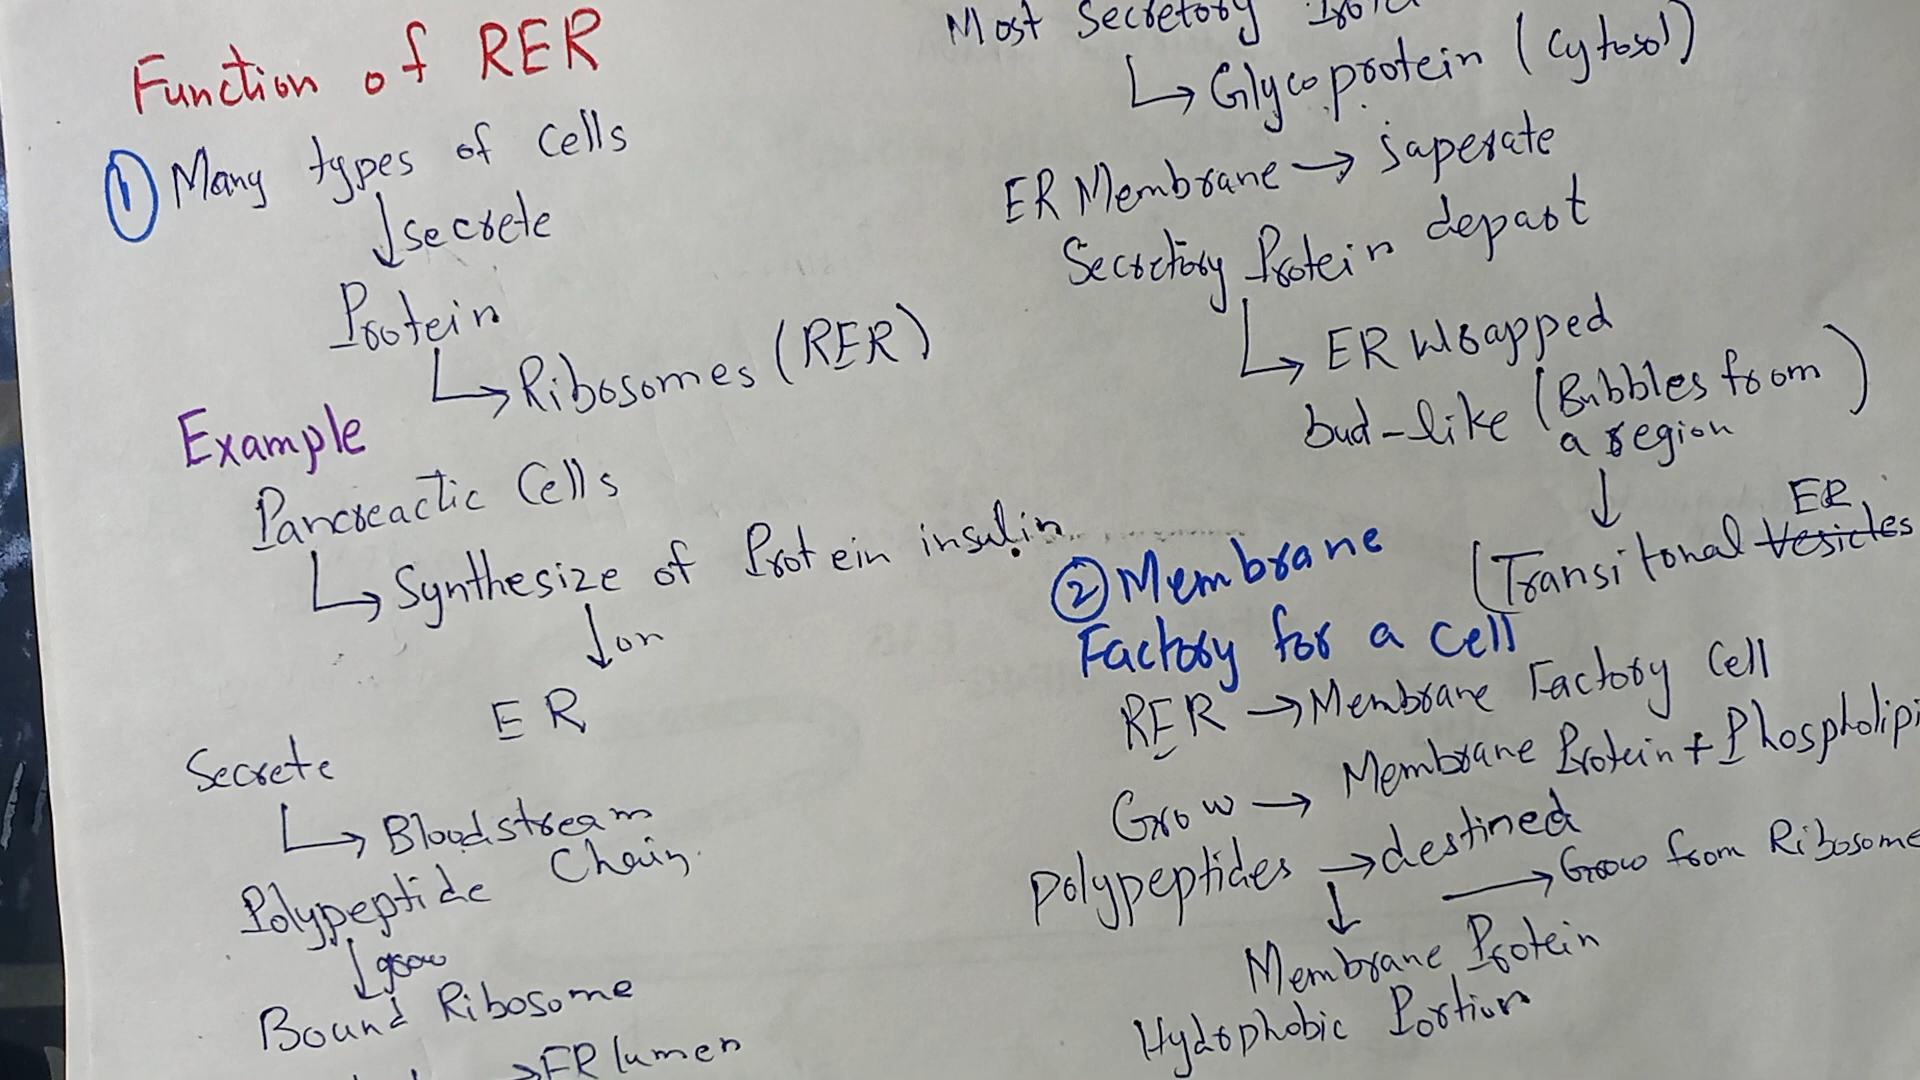 Function of RER
① Many types of cells
↓ secrete
Protein
↳ Ribosomes (RER)
Example
Pancreactic Cells
↳ Synthesize of Protein insulin
↓ on
ER
Secrete
↳ Bloodstream
Polypeptide Chain
↓ grow
Bound Ribosome
→ ER lumen
Most Secretory
↳ Glycoprotein (Cytosol)
ER Membrane → saperate
Secretory Protein depart
↳ ER Wrapped
bud-like (Bubbles from
a region)
↓
(Transitonal Vesicles ER
② Membrane
Factory for a cell
RER → Membrane Factory Cell
Grow → Membrane Protein + Phospholipi
Polypeptides → destined
↓ → Grow from Ribosome
Membrane Protein
Hydrophobic Portion